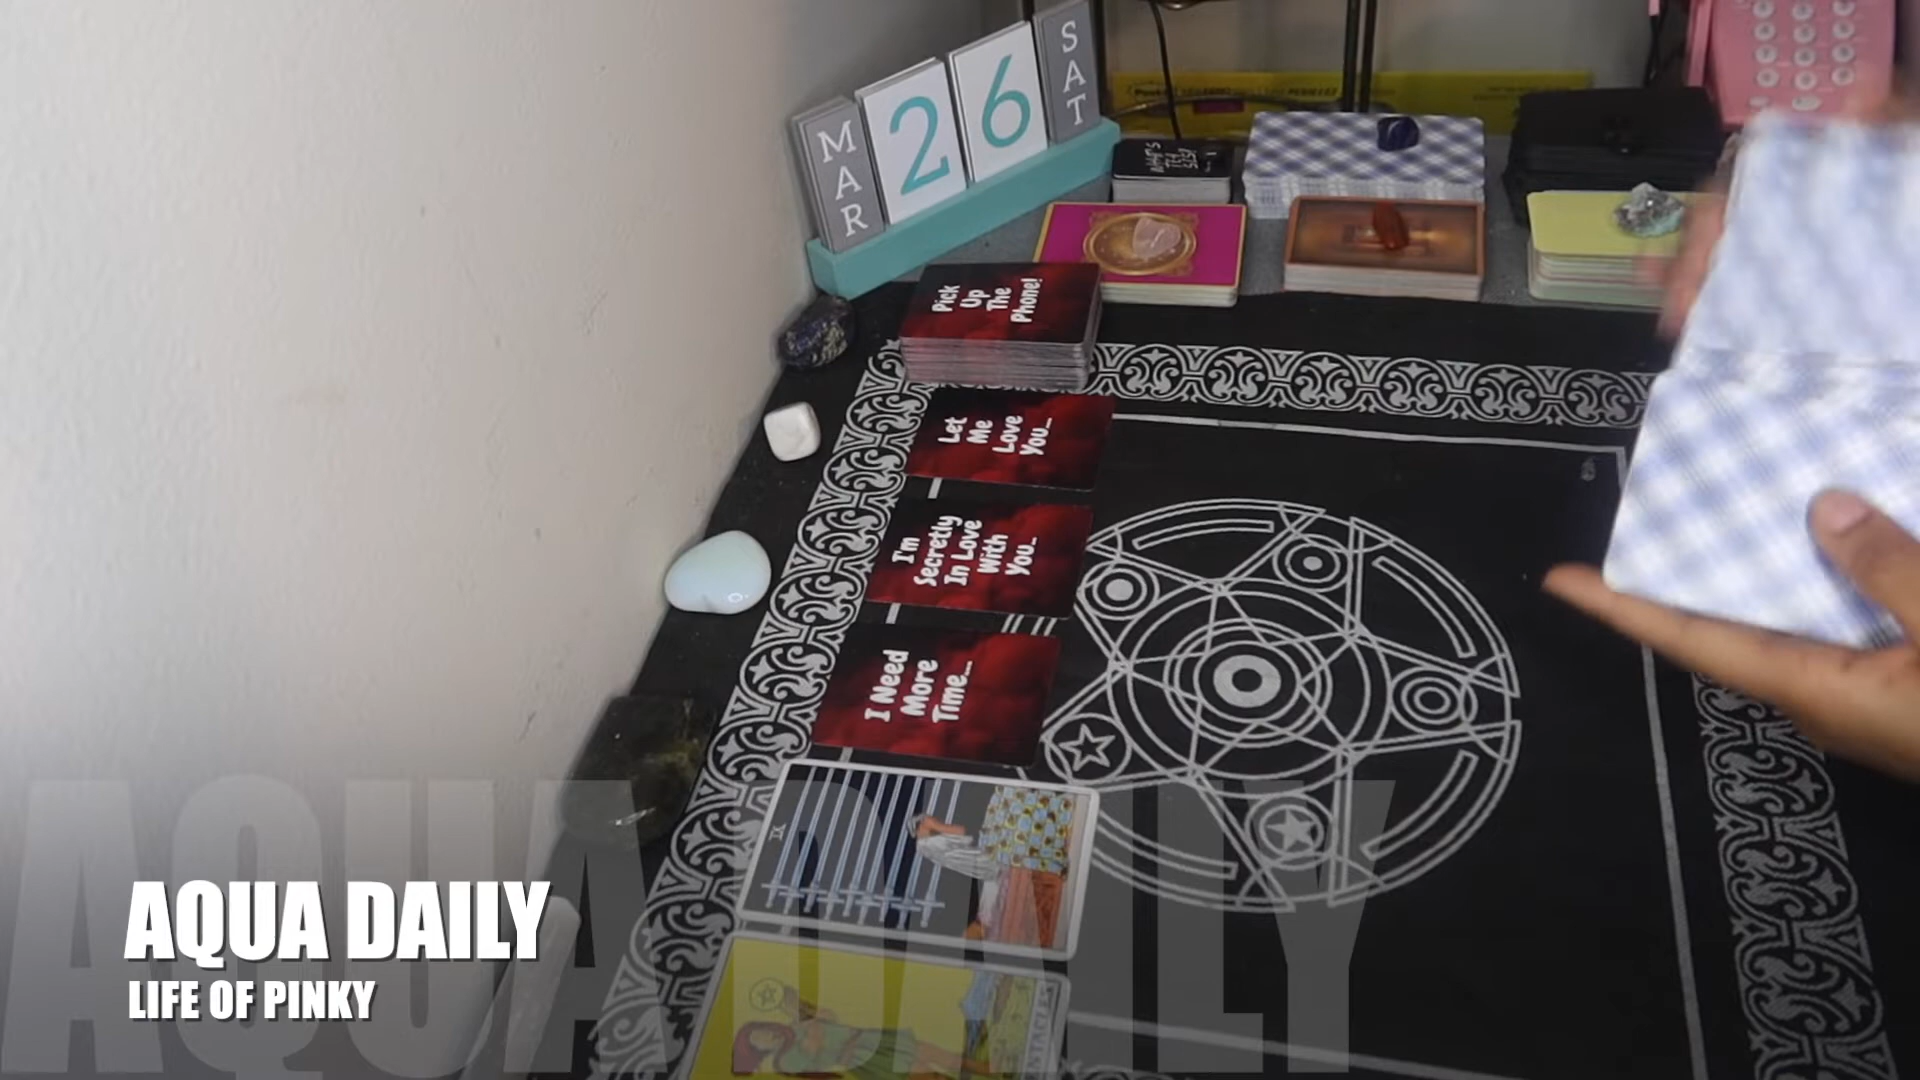 MAR
26
SAT
Pick
Up
The
Phone!
Let
Me
Love
You...
I'm
Secretly
In Love
With
You...
I Need
More
Time...
IX
AQUA DAILY
AQUA DAILY
LIFE OF PINKY